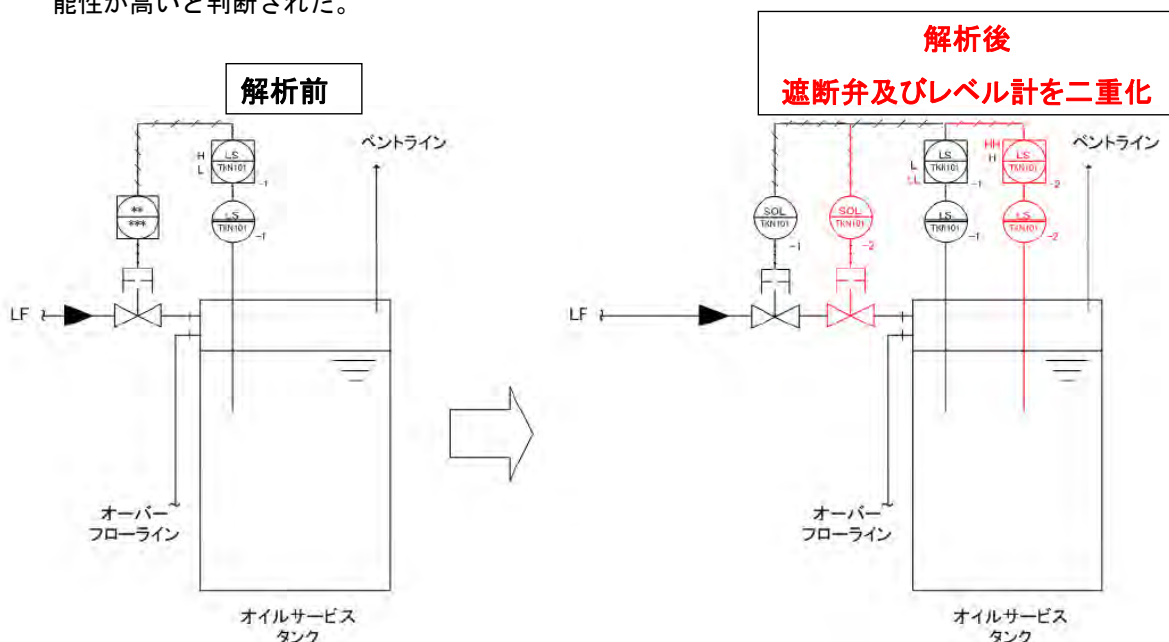 能性が高いと判断された。
解析前
解析後
遮断弁及びレベル計を二重化
ベントライン
H
L
LS
TKN101
-1
**
***
LS
TKN101
-1
LF
オーバー
フローライン
オイルサービス
タンク
ベントライン
L
LL
LS
TKN101
-1
HH
H
LS
TKN101
-2
SOL
TKN101
-1
SOL
TKN101
-2
LS
TKN101
-1
LS
TKN101
-2
LF
オーバー
フローライン
オイルサービス
タンク